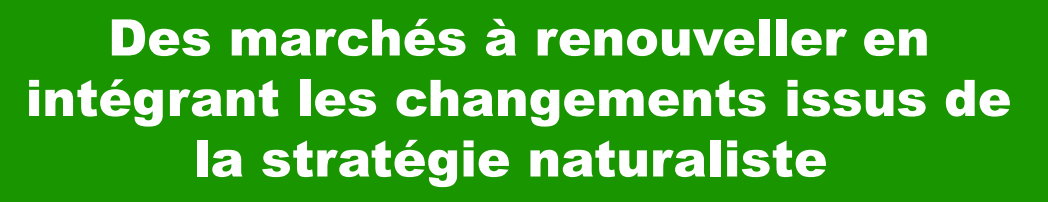 Des marchés à renouveller en
intégrant les changements issus de
la stratégie naturaliste